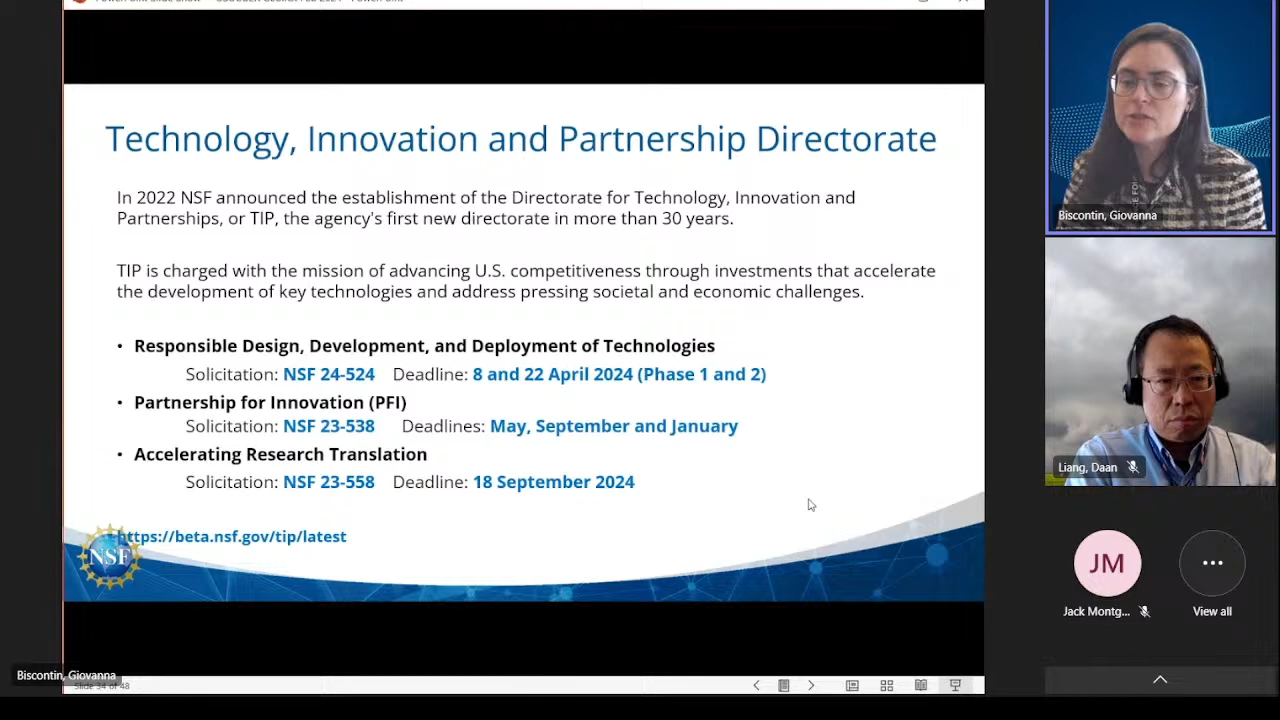 Technology, Innovation and Partnership Directorate
In 2022 NSF announced the establishment of the Directorate for Technology, Innovation and
Partnerships, or TIP, the agency's first new directorate in more than 30 years.
TIP is charged with the mission of advancing U.S. competitiveness through investments that accelerate
the development of key technologies and address pressing societal and economic challenges.
• Responsible Design, Development, and Deployment of Technologies
Solicitation: NSF 24-524 Deadline: 8 and 22 April 2024 (Phase 1 and 2)
• Partnership for Innovation (PFI)
Solicitation: NSF 23-538 Deadlines: May, September and January
• Accelerating Research Translation
Solicitation: NSF 23-558 Deadline: 18 September 2024
https://beta.nsf.gov/tip/latest
NSF
Biscontin, Giovanna
Slide 34 of 48
Biscontin, Giovanna
Liang, Daan
JM
Jack Montg...
View all